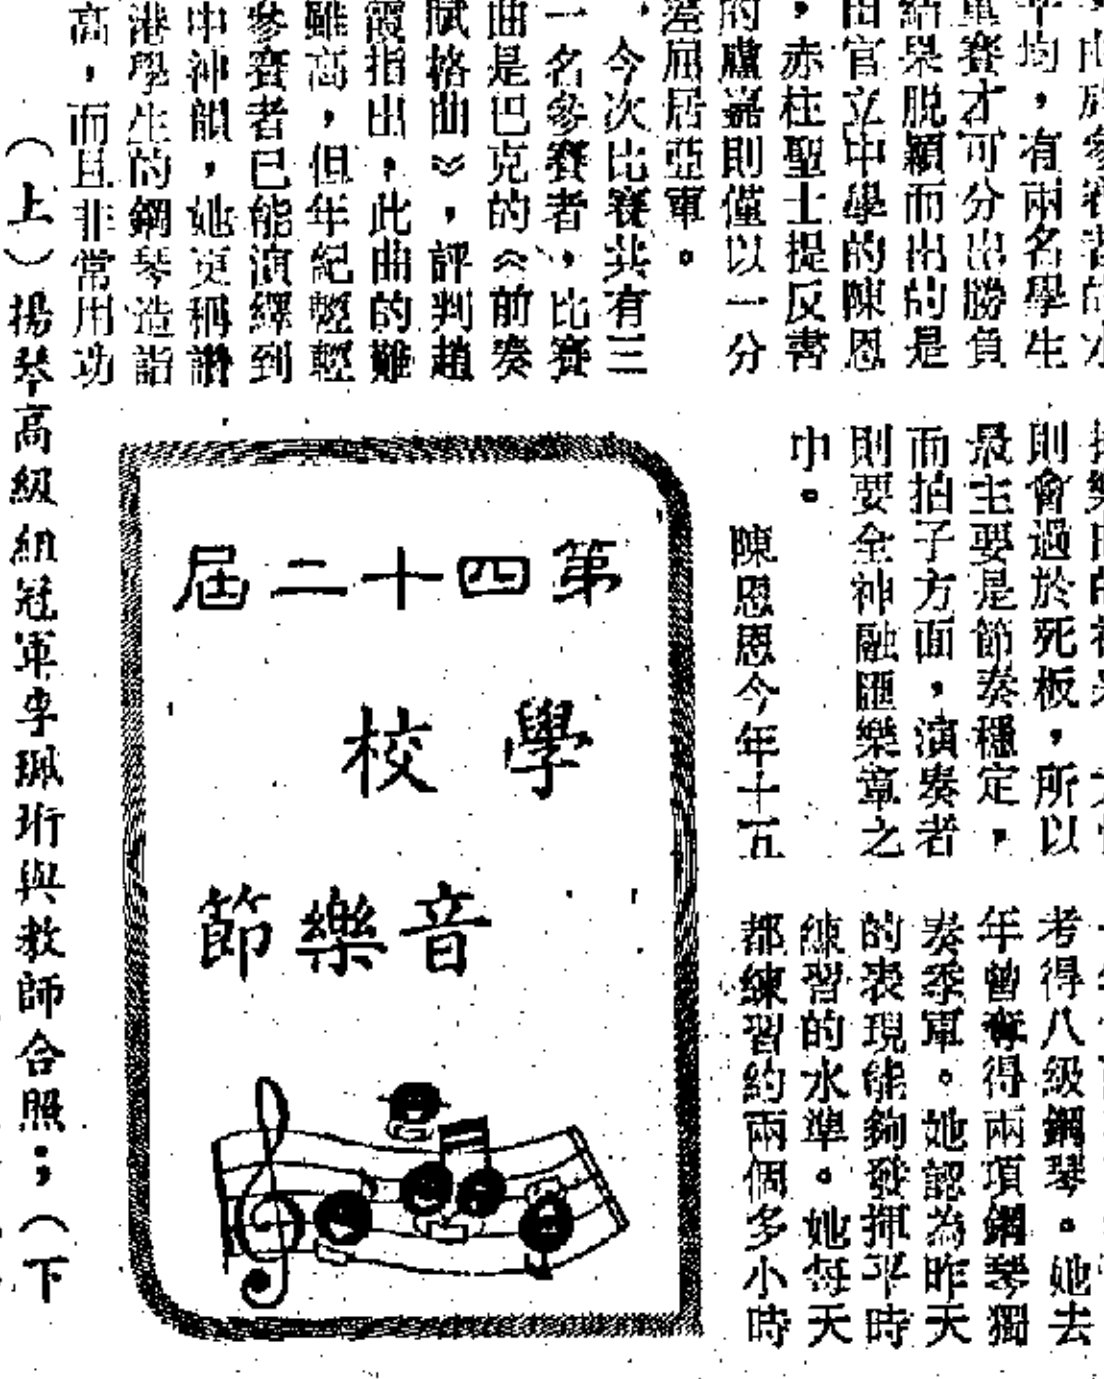 由於參賽者的水
平均，有兩名學生
重賽才可分出勝負
結果脫穎而出的是
由官立中學的陳恩
，赤柱聖士提反書
的盧嘉則僅以一分
差屈居亞軍。
今次比賽共有三
一名參賽者，比賽
曲是巴克的《前奏
賦格曲》，評判趙
霞指出，此曲的難
雖高，但年紀輕輕
參賽者已能演繹到
中神韻，她更稱讚
港學生的鋼琴造詣
高，而且非常用功
則會過於死板，所以
最主要是節奏穩定，
而拍子方面，演奏者
則要全神融匯樂章之
中。
陳恩恩今年十五
考得八級鋼琴。她去
年曾奪得兩項鋼琴獨
奏季軍。她認為昨天
的表現能夠發揮平時
練習的水準。她每天
都練習約兩個多小時
第四十二屆
學校
音樂節
（上）揚琴高級組冠軍李珮珩與教師合照；（下